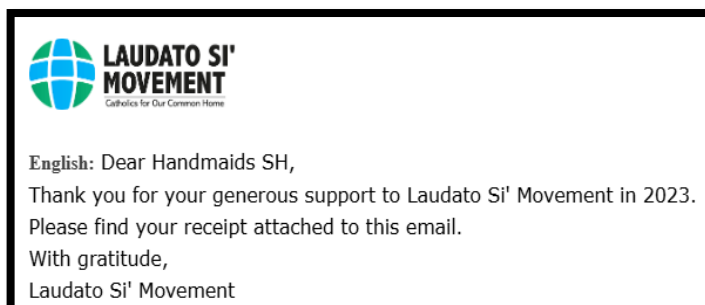 LAUDATO SI'
MOVEMENT
Catholics for Our Common Home
English: Dear Handmaids SH,
Thank you for your generous support to Laudato Si' Movement in 2023.
Please find your receipt attached to this email.
With gratitude,
Laudato Si' Movement